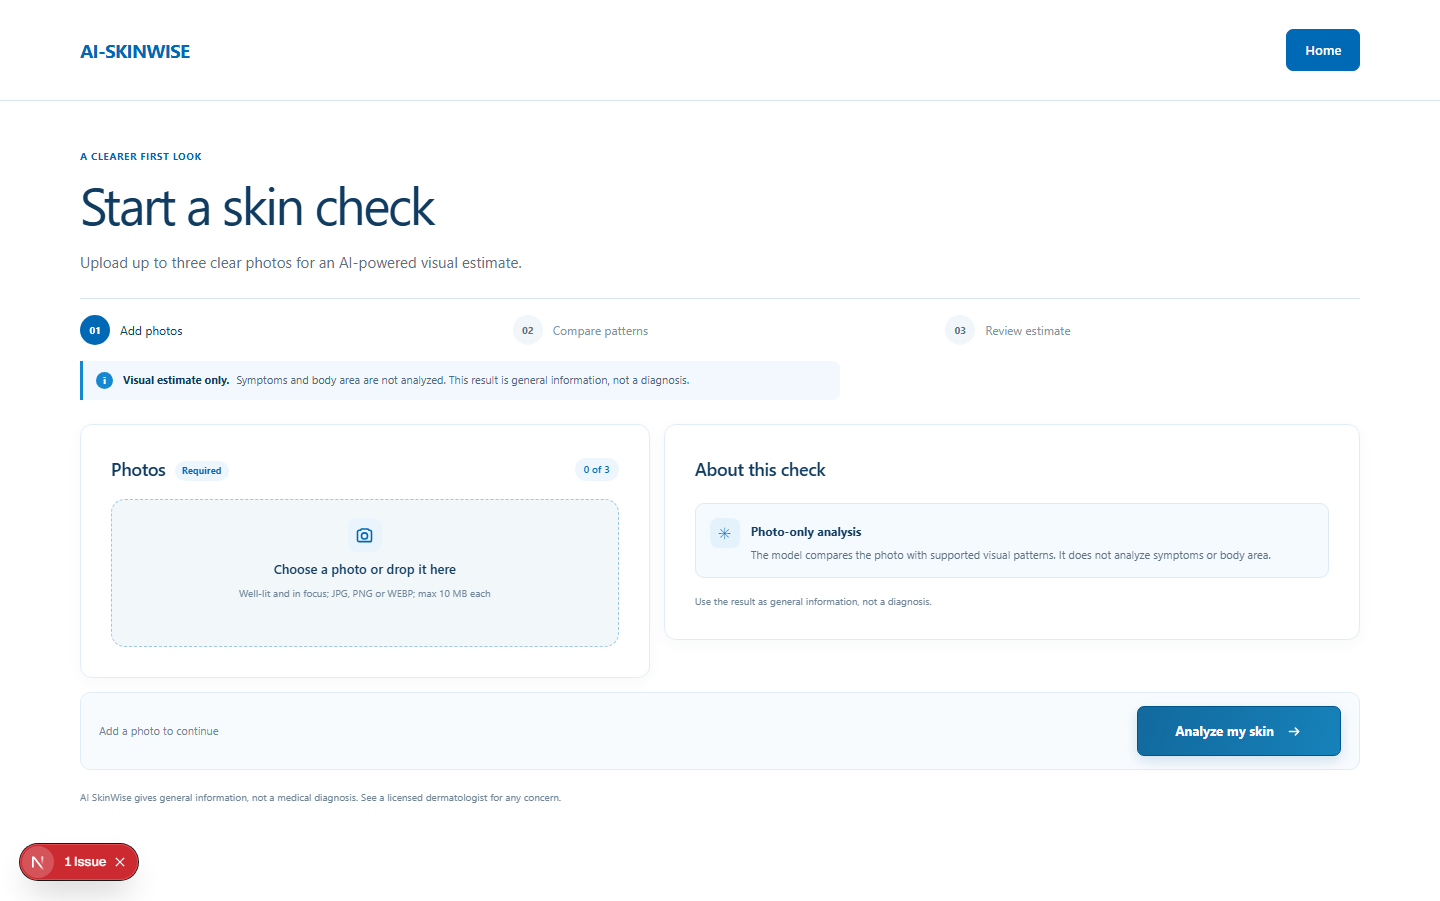 AI-SKINWISE
Home
A CLEARER FIRST LOOK
Start a skin check
Upload up to three clear photos for an AI-powered visual estimate.
01 Add photos
02 Compare patterns
03 Review estimate
i Visual estimate only. Symptoms and body area are not analyzed. This result is general information, not a diagnosis.
Photos Required 0 of 3
Choose a photo or drop it here
Well-lit and in focus; JPG, PNG or WEBP; max 10 MB each
About this check
Photo-only analysis
The model compares the photo with supported visual patterns. It does not analyze symptoms or body area.
Use the result as general information, not a diagnosis.
Add a photo to continue
Analyze my skin →
AI SkinWise gives general information, not a medical diagnosis. See a licensed dermatologist for any concern.
N 1 Issue ×